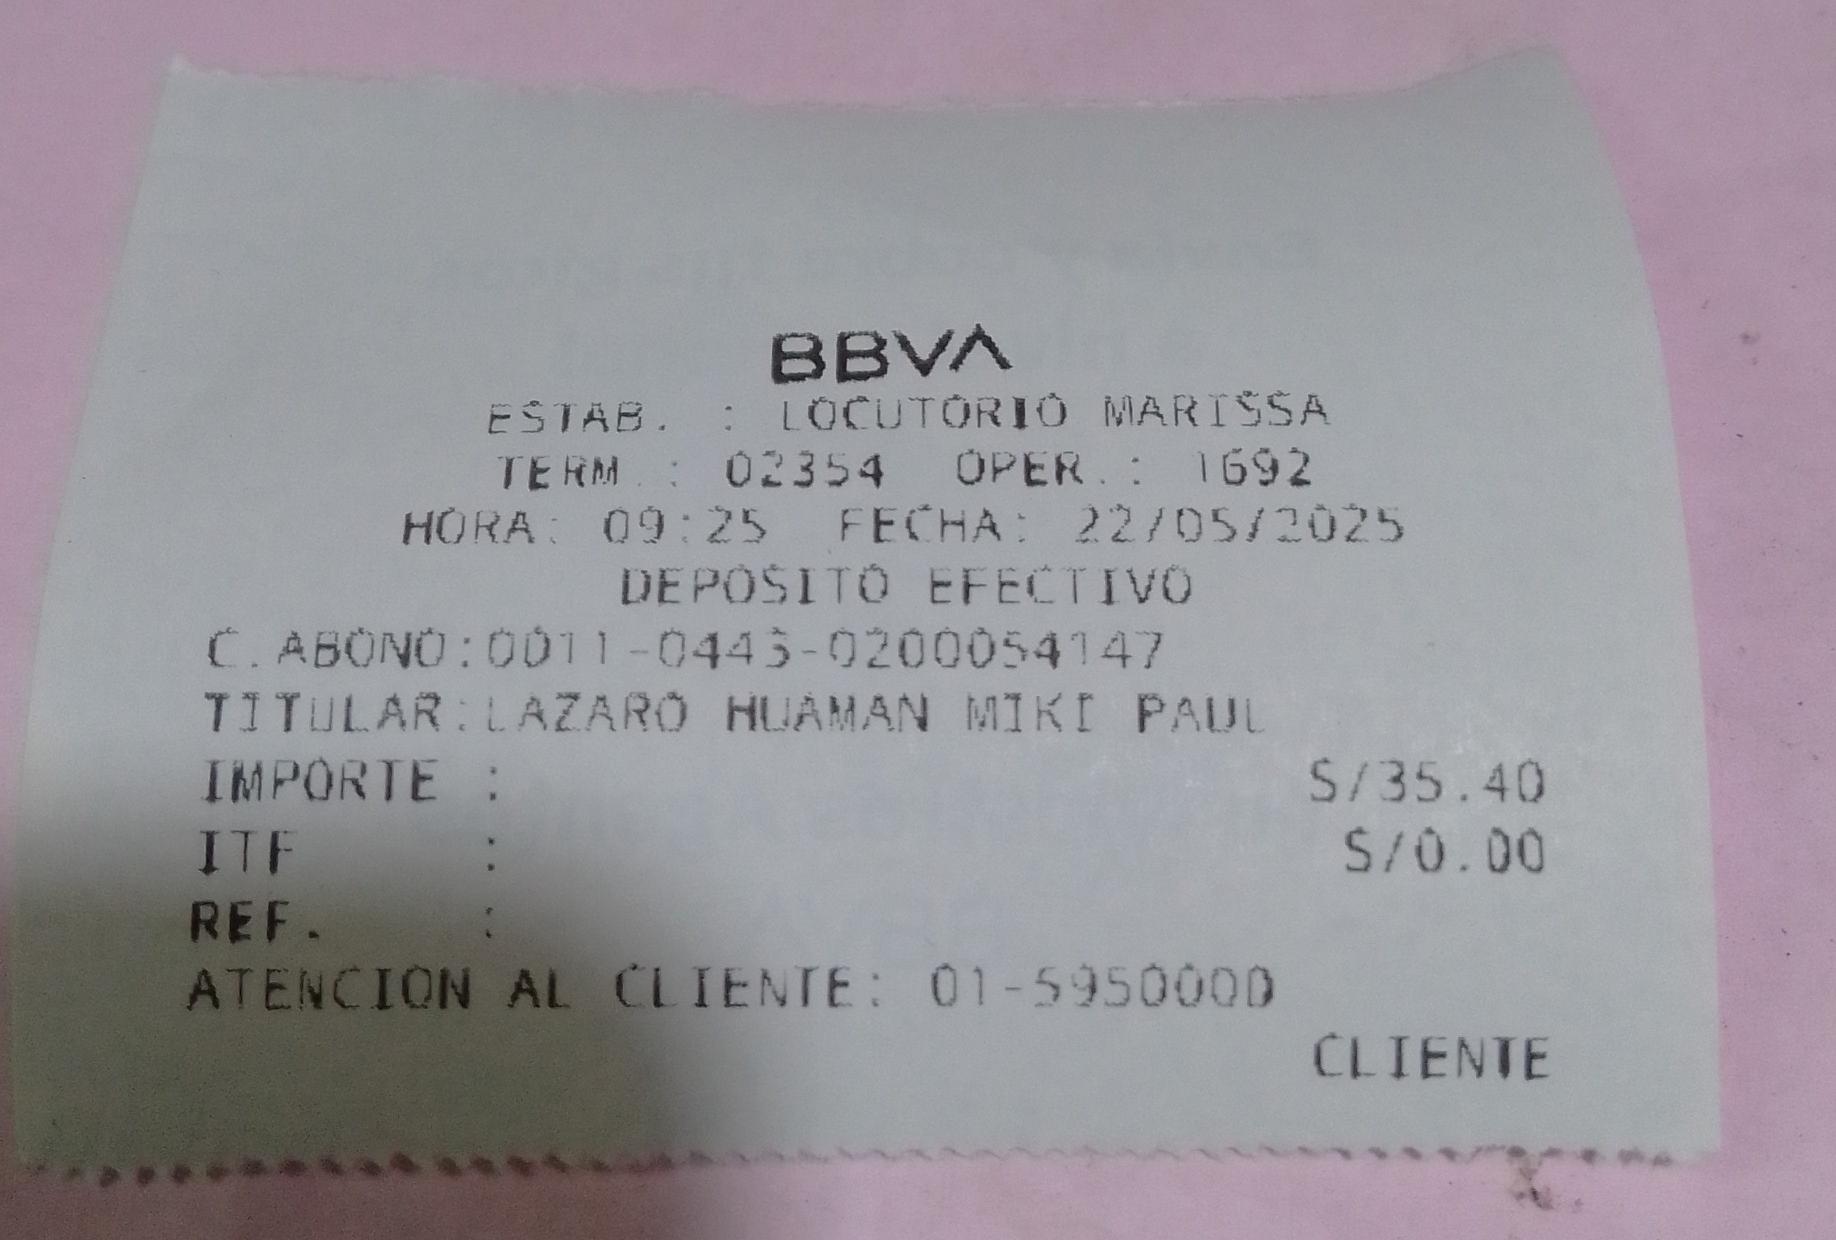 BBVA
ESTAB. : LOCUTORIO MARISSA
TERM.: 02354 OPER.: 1692
HORA: 09:25 FECHA: 22/05/2025
DEPOSITO EFECTIVO
C.ABONO:0011-0443-0200054147
TITULAR:LAZARO HUAMAN MIKI PAUL
IMPORTE : S/35.40
ITF : S/0.00
REF. :
ATENCION AL CLIENTE: 01-5950000
CLIENTE